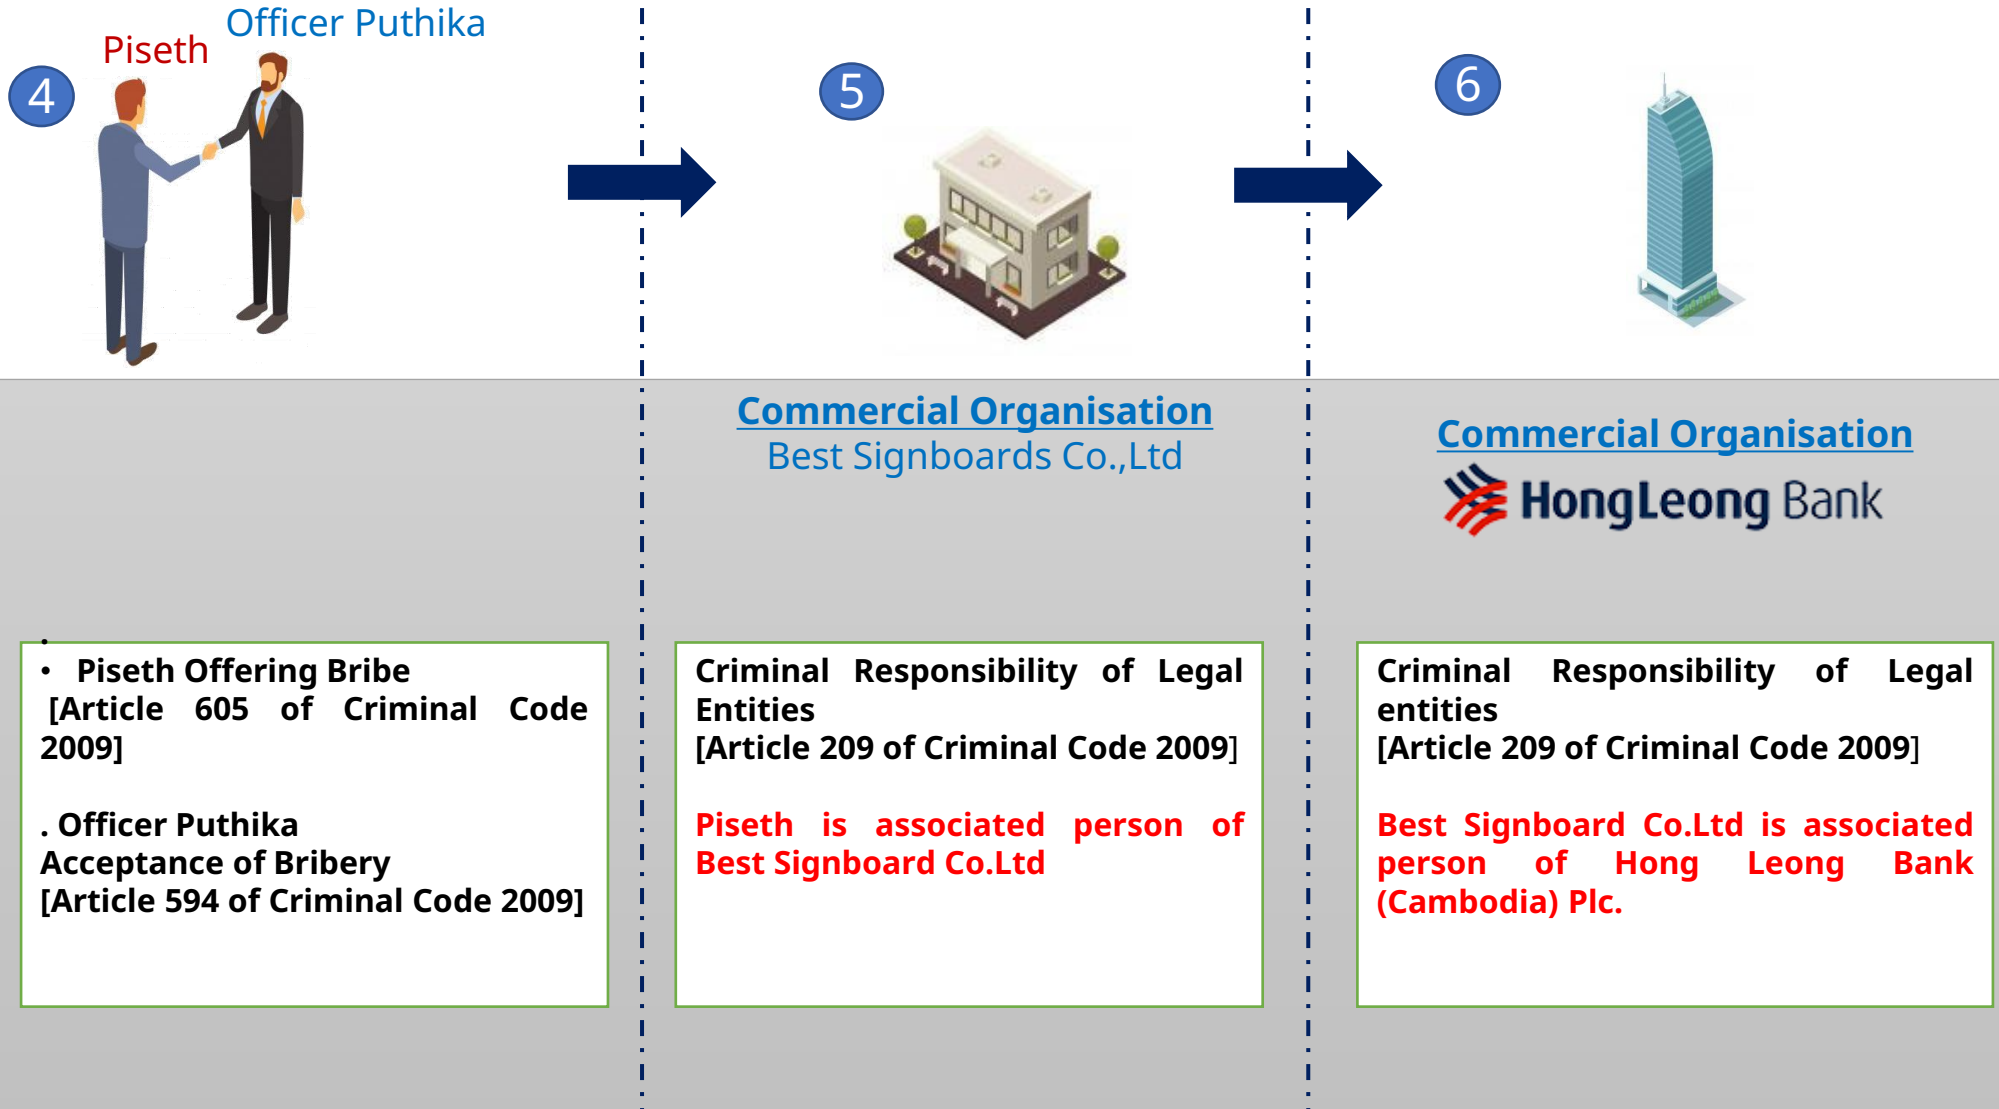 Officer Puthika
Piseth
4
5
6
Commercial Organisation
Best Signboards Co.,Ltd
Commercial Organisation
HongLeong Bank
•
• Piseth Offering Bribe
[Article 605 of Criminal Code
2009]
. Officer Puthika
Acceptance of Bribery
[Article 594 of Criminal Code 2009]
Criminal Responsibility of Legal
Entities
[Article 209 of Criminal Code 2009]
Piseth is associated person of
Best Signboard Co.Ltd
Criminal Responsibility of Legal
entities
[Article 209 of Criminal Code 2009]
Best Signboard Co.Ltd is associated
person of Hong Leong Bank
(Cambodia) Plc.